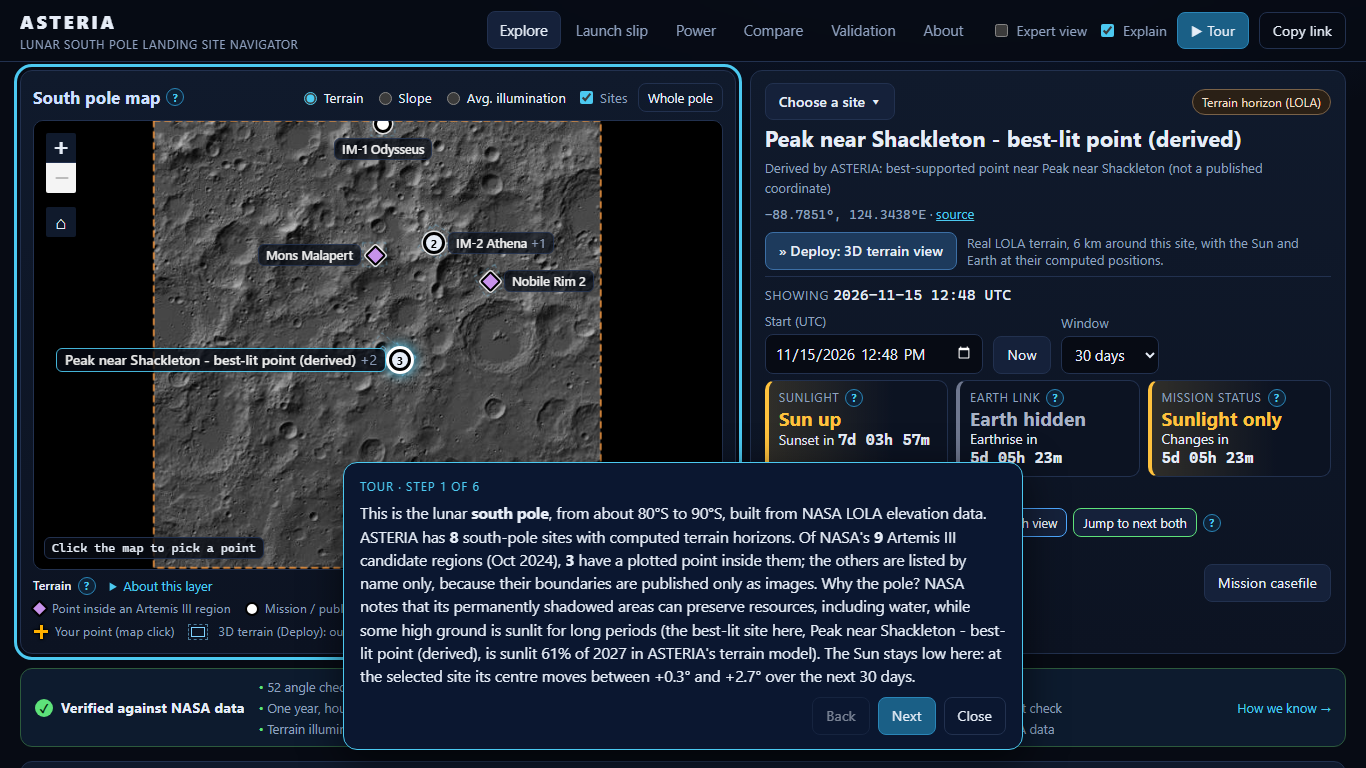 ASTERIA
LUNAR SOUTH POLE LANDING SITE NAVIGATOR
Explore
Launch slip
Power
Compare
Validation
About
Expert view
Explain
▶ Tour
Copy link
South pole map ?
Terrain
Slope
Avg. illumination
Sites
Whole pole
+
−
⌂
IM-1 Odysseus
2
IM-2 Athena +1
Mons Malapert
Nobile Rim 2
Peak near Shackleton - best-lit point (derived) +2
3
Click the map to pick a point
Terrain ? ▶ About this layer
Point inside an Artemis III region
Mission / publ
Your point (map click)
3D terrain (Deploy): ou
Choose a site ▼
Terrain horizon (LOLA)
Peak near Shackleton - best-lit point (derived)
Derived by ASTERIA: best-supported point near Peak near Shackleton (not a published
coordinate)
−88.7851°, 124.3438°E · source
» Deploy: 3D terrain view
Real LOLA terrain, 6 km around this site, with the Sun and
Earth at their computed positions.
SHOWING 2026-11-15 12:48 UTC
Start (UTC)
Window
11/15/2026 12:48 PM
Now
30 days
SUNLIGHT ?
Sun up
Sunset in 7d 03h 57m
EARTH LINK ?
Earth hidden
Earthrise in
5d 05h 23m
MISSION STATUS ?
Sunlight only
Changes in
5d 05h 23m
h view
Jump to next both
?
Mission casefile
TOUR · STEP 1 OF 6
This is the lunar south pole, from about 80°S to 90°S, built from NASA LOLA elevation data.
ASTERIA has 8 south-pole sites with computed terrain horizons. Of NASA's 9 Artemis III
candidate regions (Oct 2024), 3 have a plotted point inside them; the others are listed by
name only, because their boundaries are published only as images. Why the pole? NASA
notes that its permanently shadowed areas can preserve resources, including water, while
some high ground is sunlit for long periods (the best-lit site here, Peak near Shackleton - best-
lit point (derived), is sunlit 61% of 2027 in ASTERIA's terrain model). The Sun stays low here: at
the selected site its centre moves between +0.3° and +2.7° over the next 30 days.
Back
Next
Close
Verified against NASA data
• 52 angle chec
• One year, hou
• Terrain illumin
t check
A data
How we know →